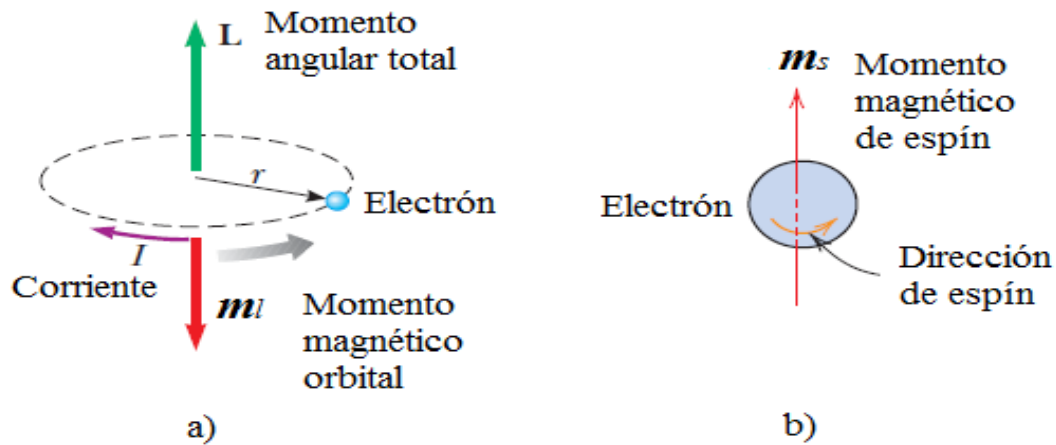 L Momento
angular total
r
Electrón
I
Corriente
ml
Momento
magnético
orbital
a)
ms Momento
magnético
de espín
Electrón
Dirección
de espín
b)